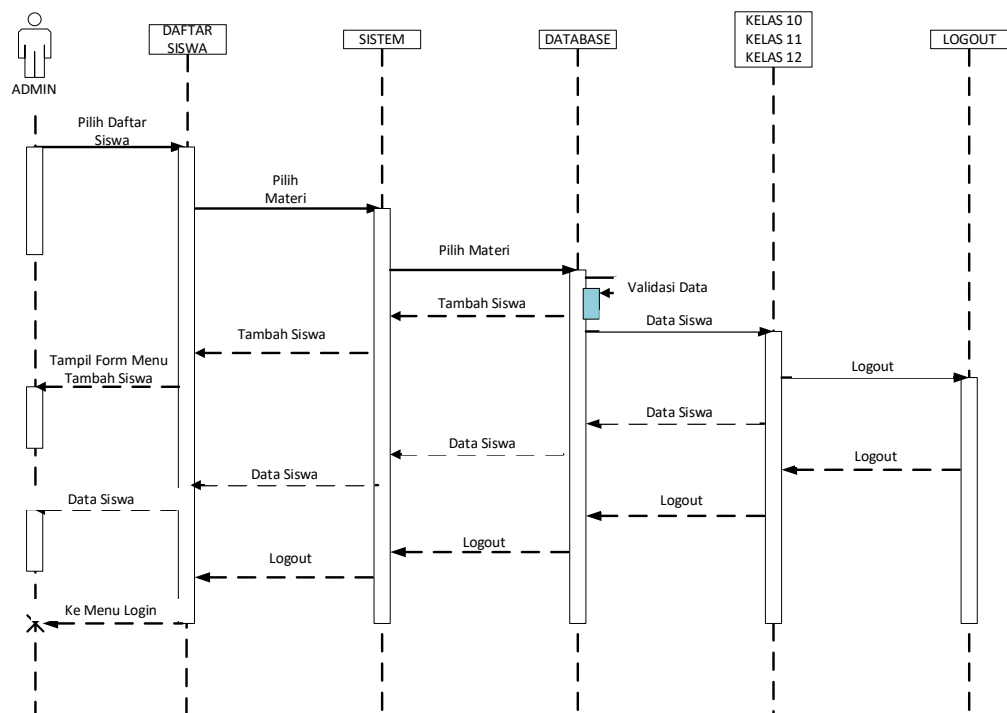 DAFTAR
SISWA
SISTEM
DATABASE
KELAS 10
KELAS 11
KELAS 12
LOGOUT
ADMIN
Pilih Daftar
Siswa
Pilih
Materi
Pilih Materi
Validasi Data
Tambah Siswa
Data Siswa
Tambah Siswa
Tampil Form Menu
Tambah Siswa
Logout
Data Siswa
Data Siswa
Logout
Data Siswa
Data Siswa
Logout
Logout
Logout
Ke Menu Login